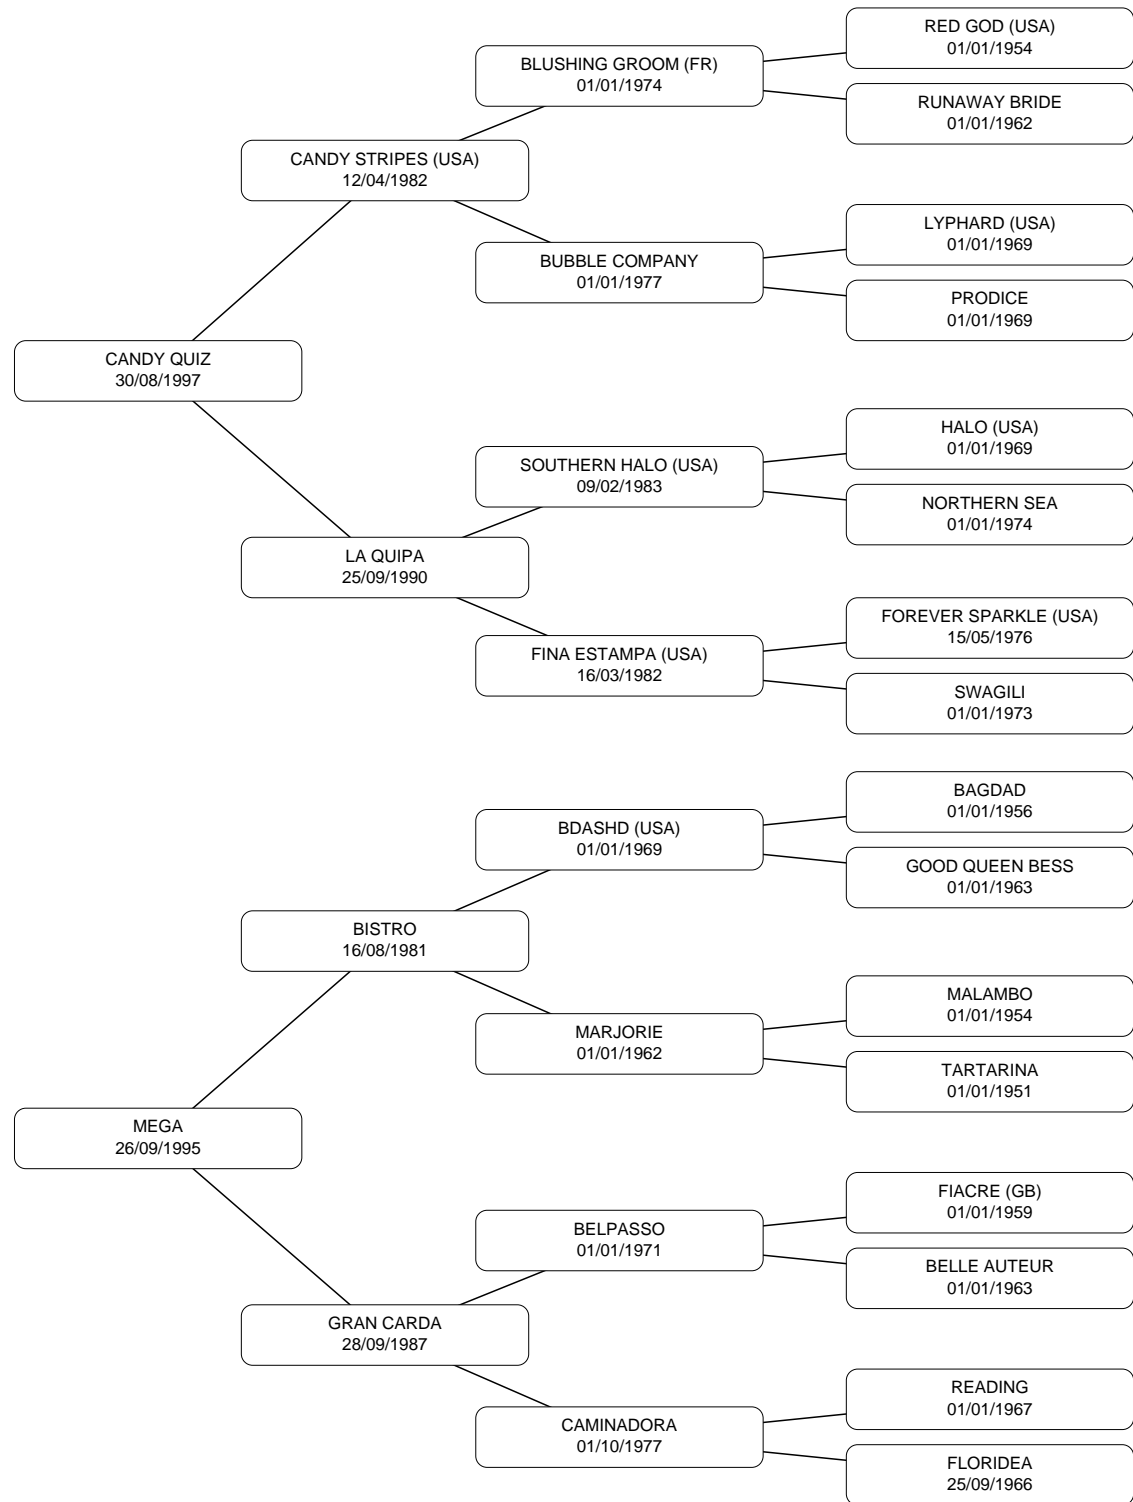 RED GOD (USA)
01/01/1954
BLUSHING GROOM (FR)
01/01/1974
RUNAWAY BRIDE
01/01/1962
CANDY STRIPES (USA)
12/04/1982
LYPHARD (USA)
01/01/1969
BUBBLE COMPANY
01/01/1977
PRODICE
01/01/1969
CANDY QUIZ
30/08/1997
HALO (USA)
01/01/1969
SOUTHERN HALO (USA)
09/02/1983
NORTHERN SEA
01/01/1974
LA QUIPA
25/09/1990
FOREVER SPARKLE (USA)
15/05/1976
FINA ESTAMPA (USA)
16/03/1982
SWAGILI
01/01/1973
BAGDAD
01/01/1956
BDASHD (USA)
01/01/1969
GOOD QUEEN BESS
01/01/1963
BISTRO
16/08/1981
MALAMBO
01/01/1954
MARJORIE
01/01/1962
TARTARINA
01/01/1951
MEGA
26/09/1995
FIACRE (GB)
01/01/1959
BELPASSO
01/01/1971
BELLE AUTEUR
01/01/1963
GRAN CARDA
28/09/1987
READING
01/01/1967
CAMINADORA
01/10/1977
FLORIDEA
25/09/1966